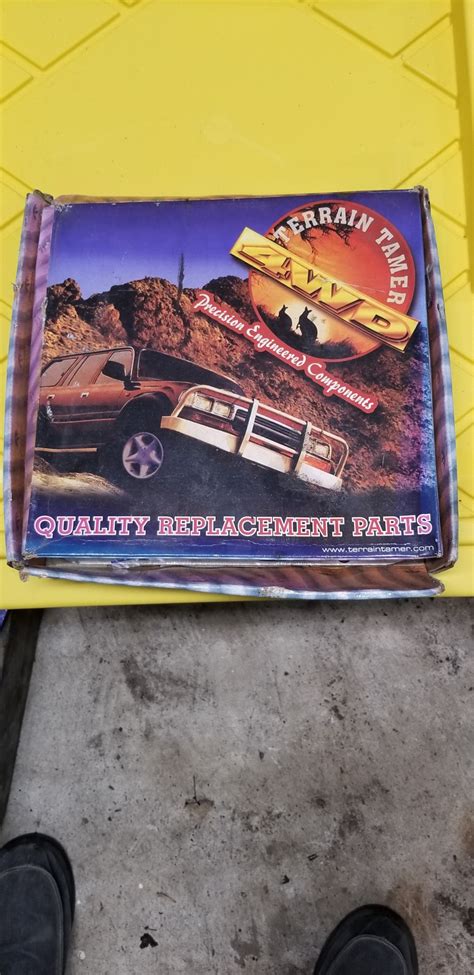 TERRAIN TAMER
4WD
Precision Engineered Components
QUALITY REPLACEMENT PARTS
www.terraintamer.com